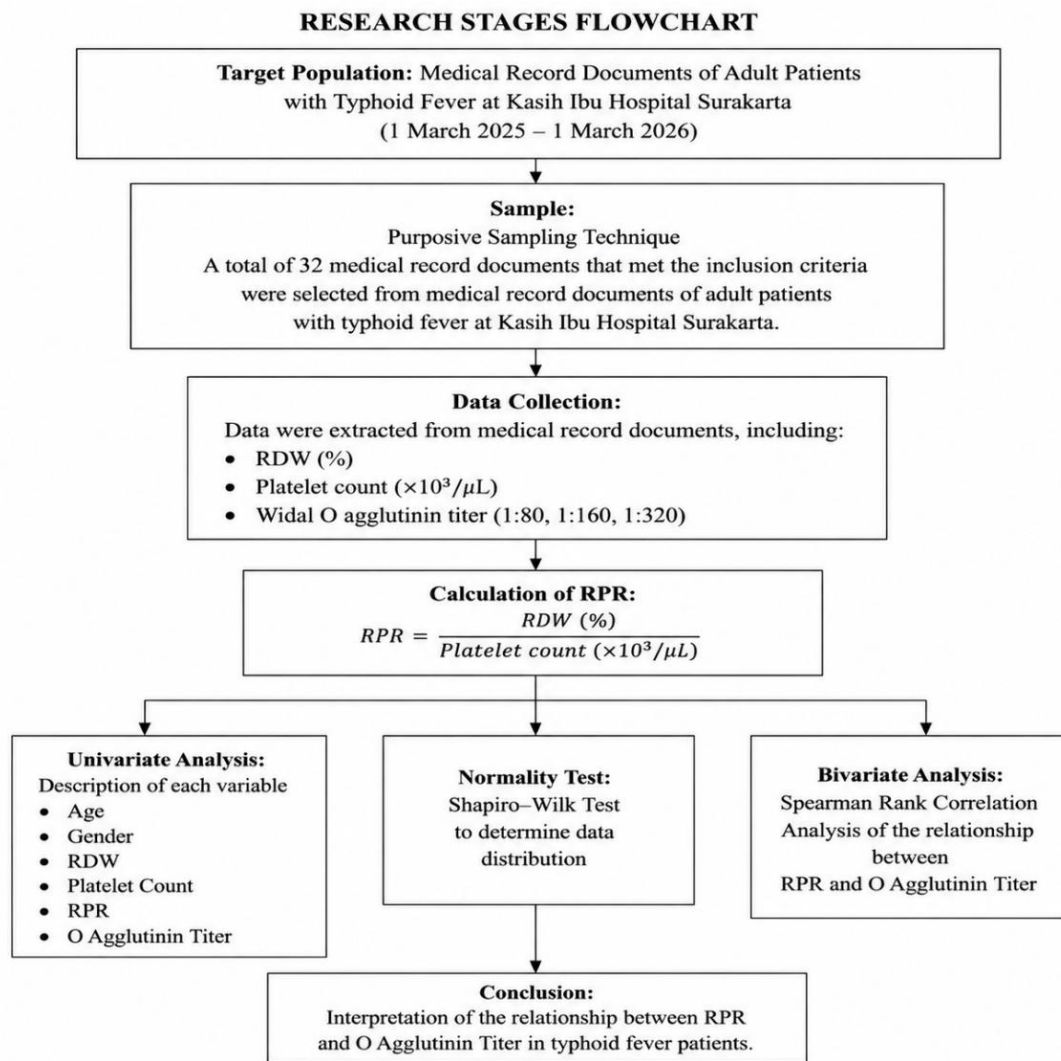 RESEARCH STAGES FLOWCHART
Target Population: Medical Record Documents of Adult Patients
with Typhoid Fever at Kasih Ibu Hospital Surakarta
(1 March 2025 – 1 March 2026)
Sample:
Purposive Sampling Technique
A total of 32 medical record documents that met the inclusion criteria
were selected from medical record documents of adult patients
with typhoid fever at Kasih Ibu Hospital Surakarta.
Data Collection:
Data were extracted from medical record documents, including:
• RDW (%)
• Platelet count (×10³/μL)
• Widal O agglutinin titer (1:80, 1:160, 1:320)
Calculation of RPR:
RPR = RDW (%) / Platelet count (×10³/μL)
Univariate Analysis:
Description of each variable
• Age
• Gender
• RDW
• Platelet Count
• RPR
• O Agglutinin Titer
Normality Test:
Shapiro–Wilk Test
to determine data
distribution
Bivariate Analysis:
Spearman Rank Correlation
Analysis of the relationship
between
RPR and O Agglutinin Titer
Conclusion:
Interpretation of the relationship between RPR
and O Agglutinin Titer in typhoid fever patients.